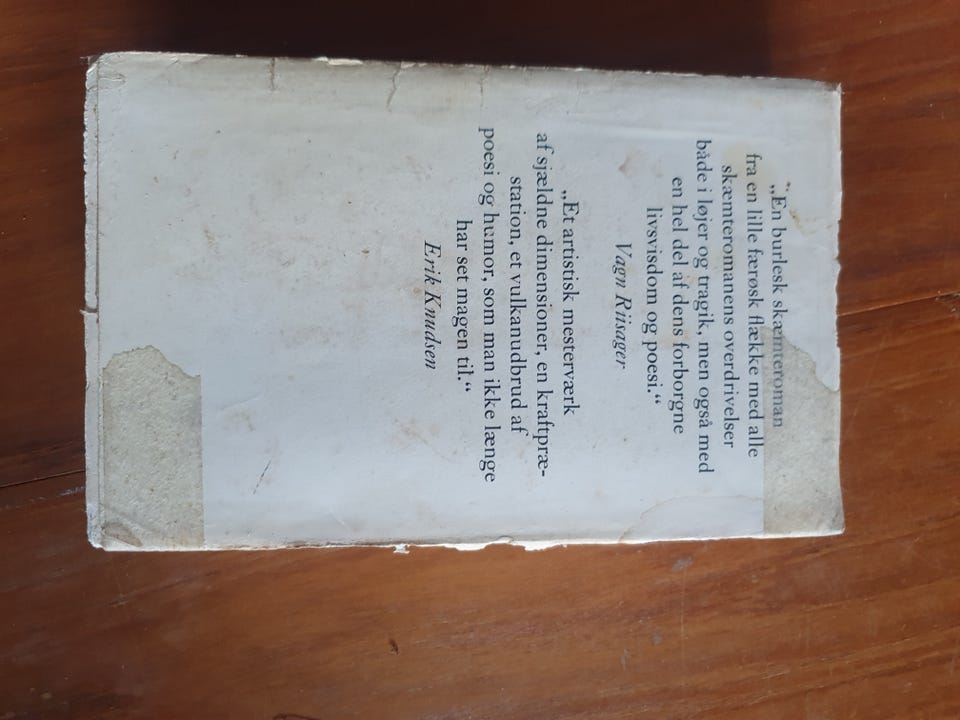 „En burlesk skæmteroman
fra en lille færøsk flække med alle
skæmteromanens overdrivelser
både i løjer og tragik, men også med
en hel del af dens forborgne
livsvisdom og poesi.“
Vagn Riisager
„Et artistisk mesterværk
af sjældne dimensioner, en kraftpræ-
station, et vulkanudbrud af
poesi og humor, som man ikke længe
har set magen til.“
Erik Knudsen